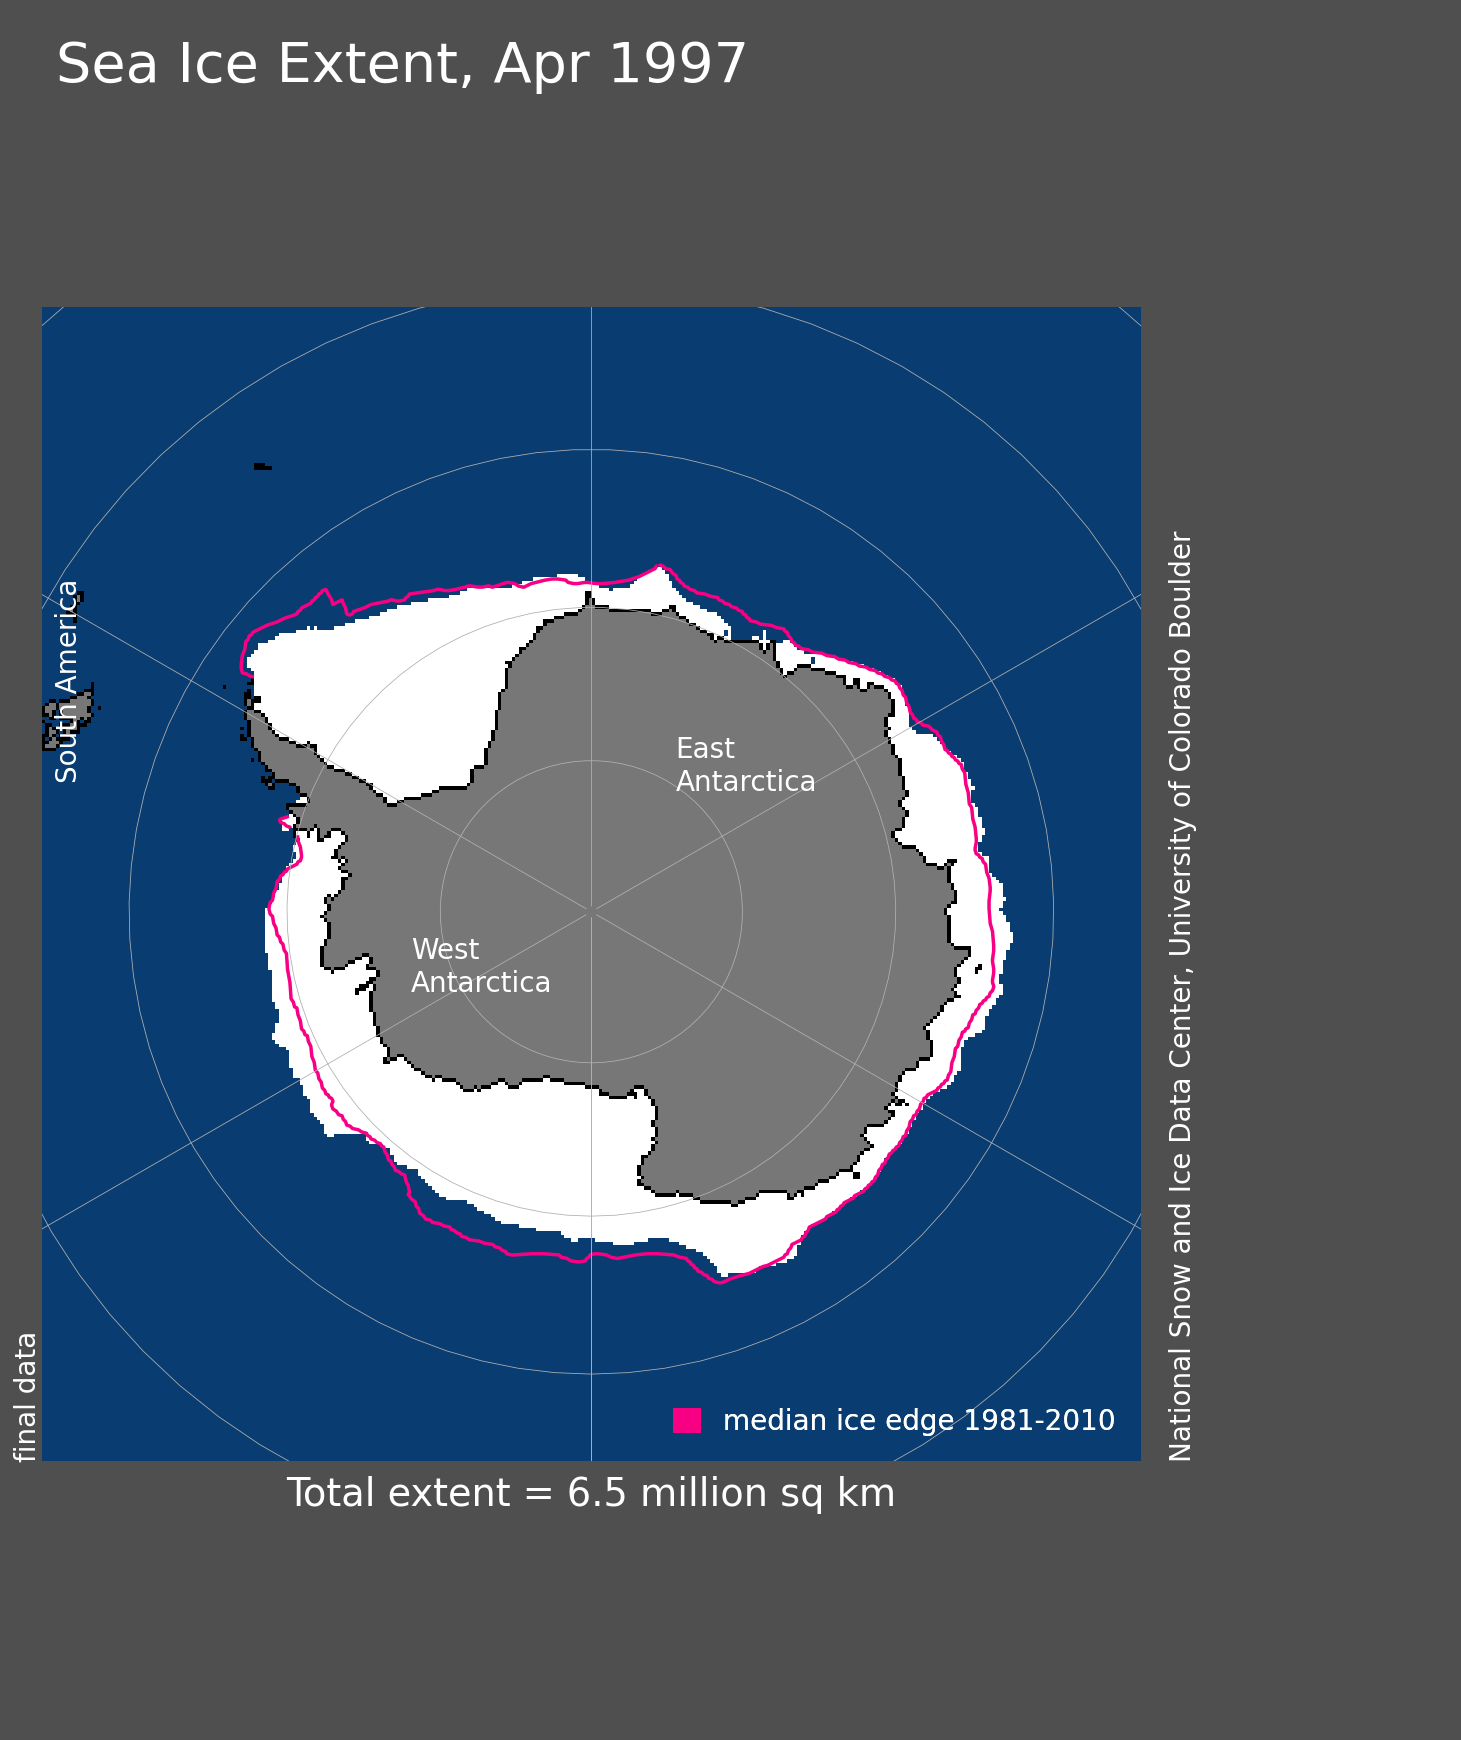 Sea Ice Extent, Apr 1997
South America
East
Antarctica
West
Antarctica
median ice edge 1981-2010
final data
National Snow and Ice Data Center, University of Colorado Boulder
Total extent = 6.5 million sq km